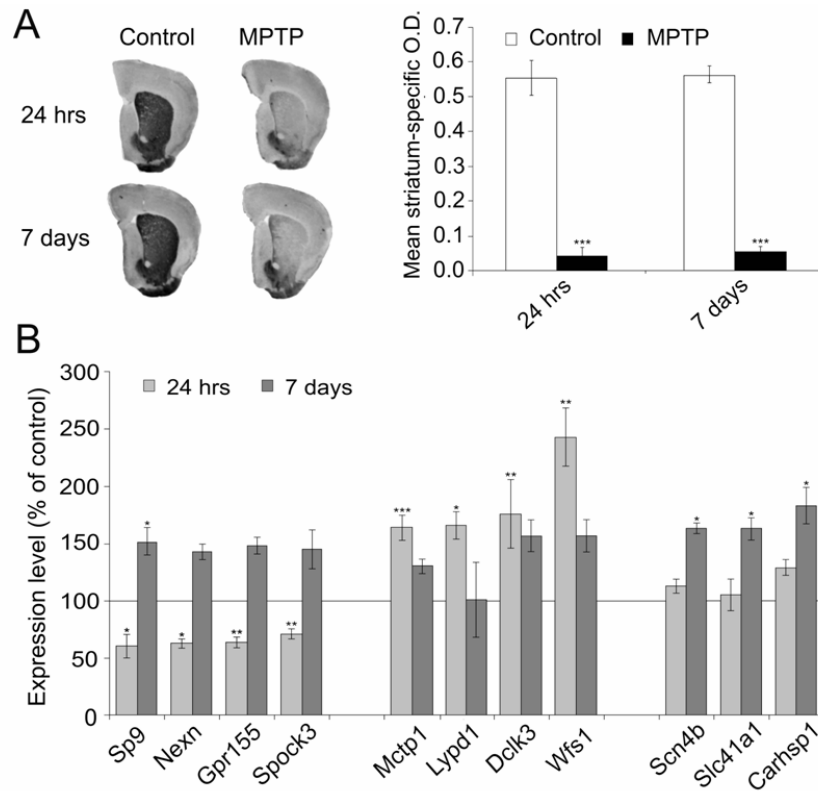 A
Control MPTP
24 hrs
7 days
Mean striatum-specific O.D.
0.7
0.6
0.5
0.4
0.3
0.2
0.1
0.0
Control MPTP
*** ***
24 hrs 7 days
B
Expression level (% of control)
300
250
200
150
100
50
0
24 hrs 7 days
* * * ** ** *** * ** ** * * *
Sp9 Nexn Gpr155 Spock3 Mctp1 Lypd1 Dclk3 Wfs1 Scn4b Slc41a1 Carhsp1